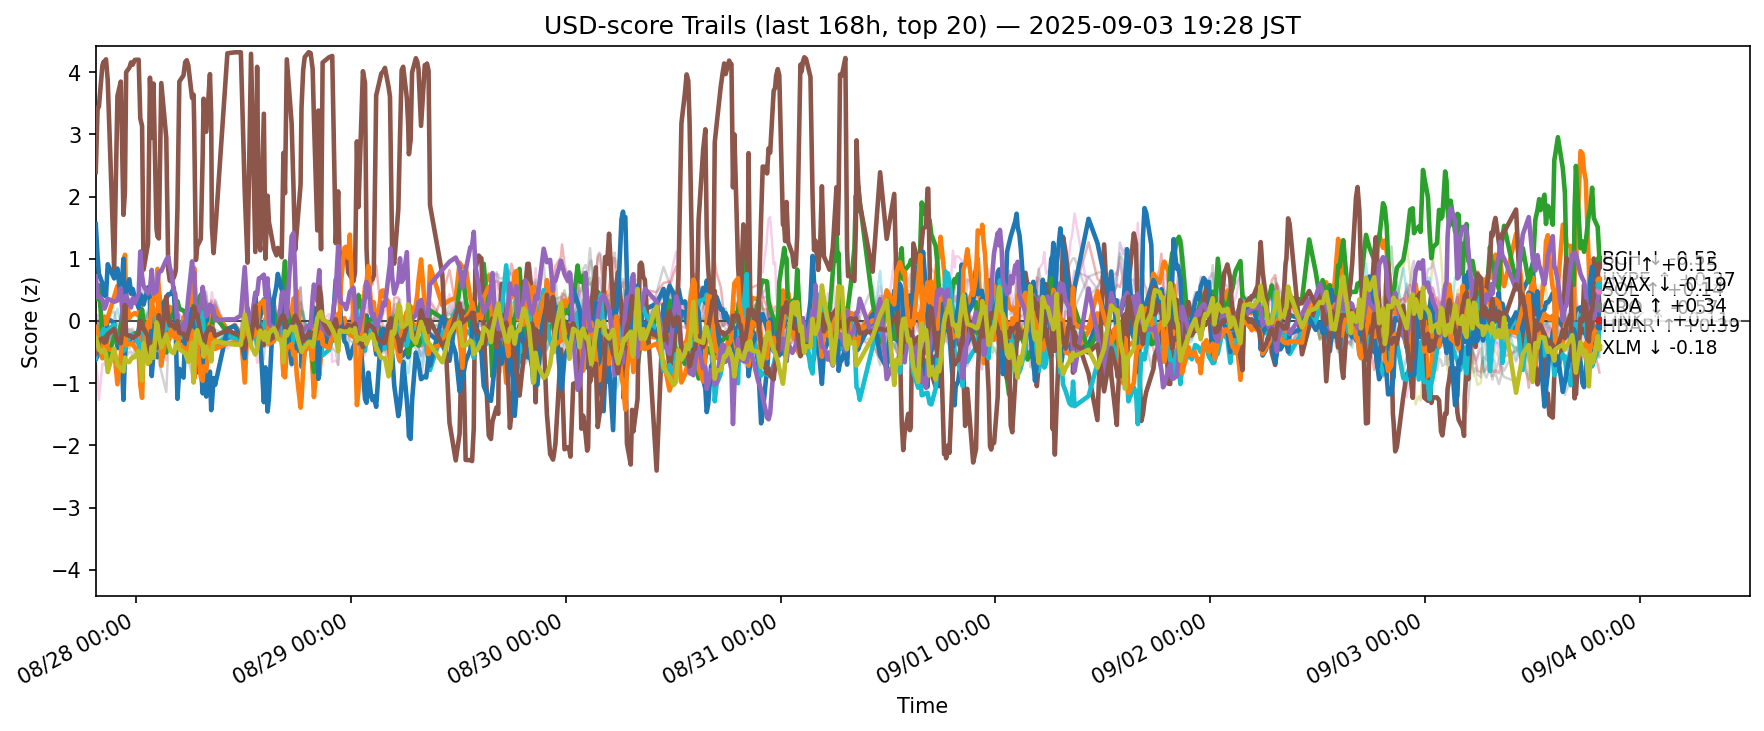 USD-score Trails (last 168h, top 20) — 2025-09-03 19:28 JST
Score (z)
4
3
2
1
0
−1
−2
−3
−4
SUI ↑ +0.15
AVAX ↓ -0.19
ADA ↑ +0.34
LINK ↑ +0.11
XLM ↓ -0.18
08/28 00:00
08/29 00:00
08/30 00:00
08/31 00:00
09/01 00:00
09/02 00:00
09/03 00:00
09/04 00:00
Time